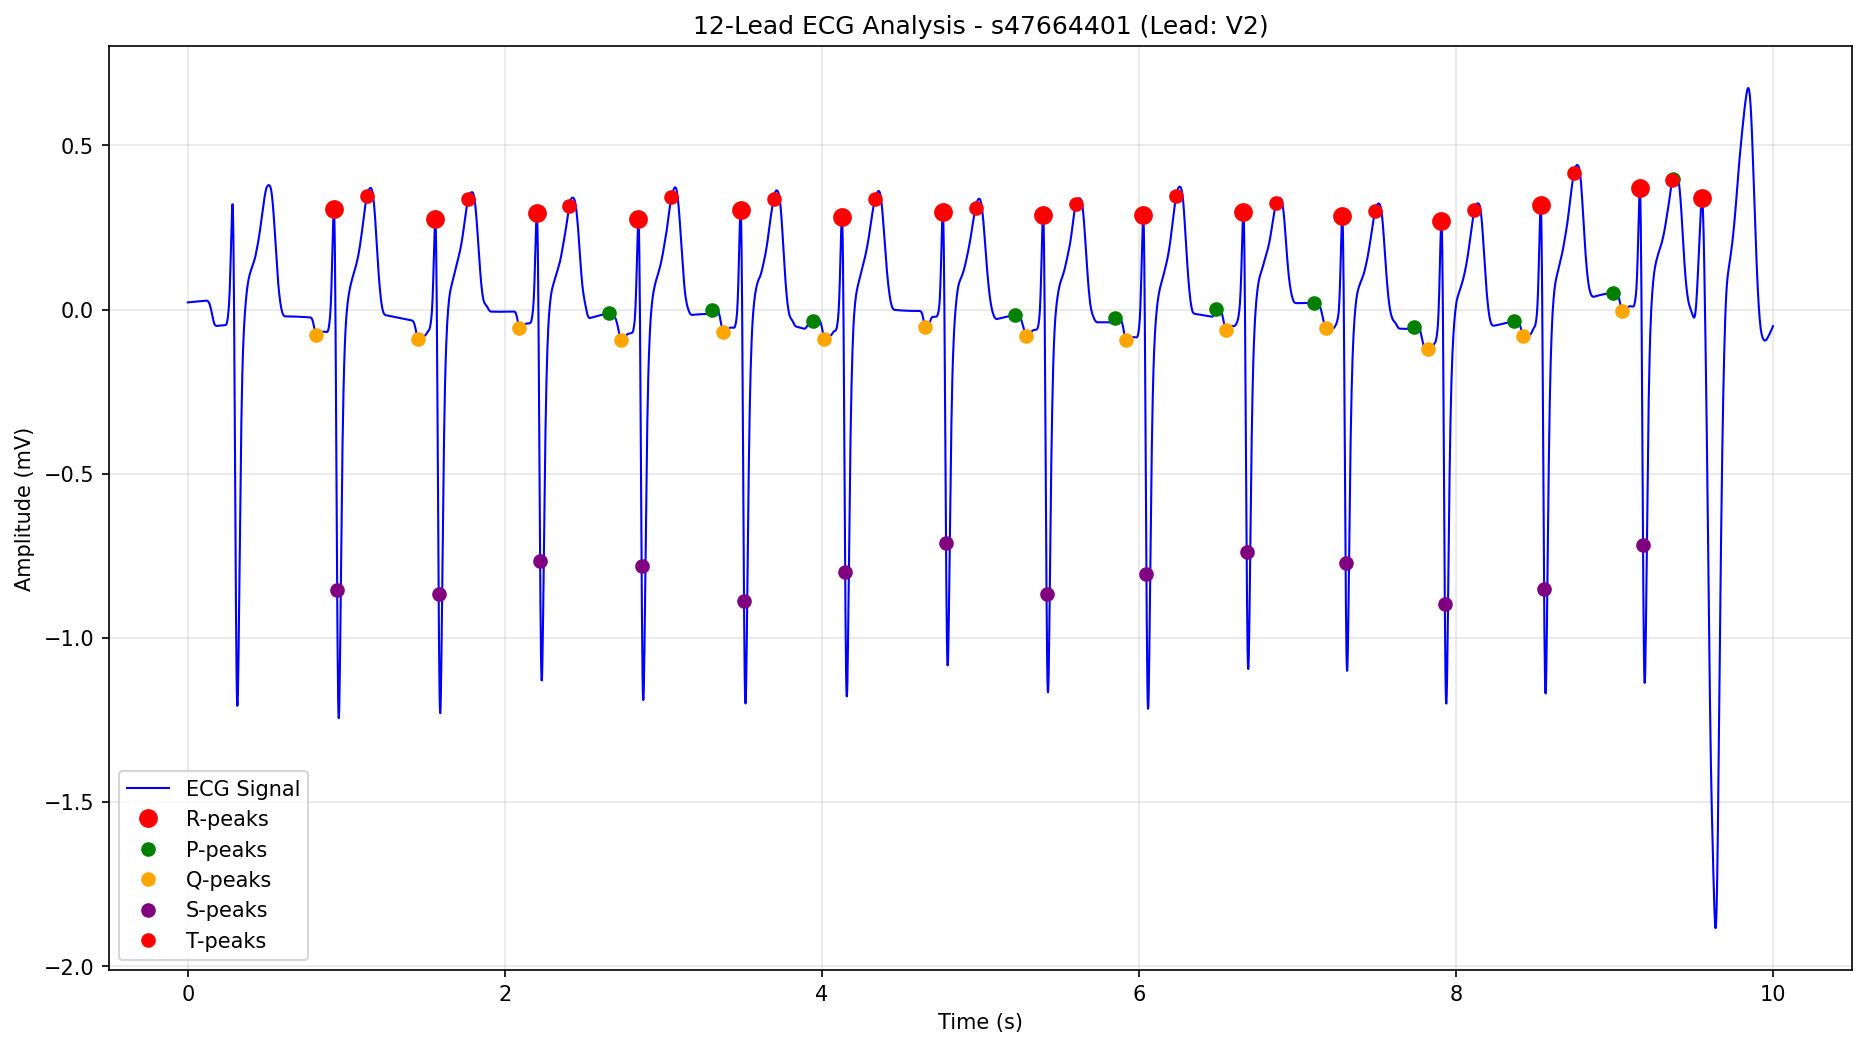 12-Lead ECG Analysis - s47664401 (Lead: V2)
Amplitude (mV)
0.5
0.0
−0.5
−1.0
−1.5
−2.0
ECG Signal
R-peaks
P-peaks
Q-peaks
S-peaks
T-peaks
0 2 4 6 8 10
Time (s)